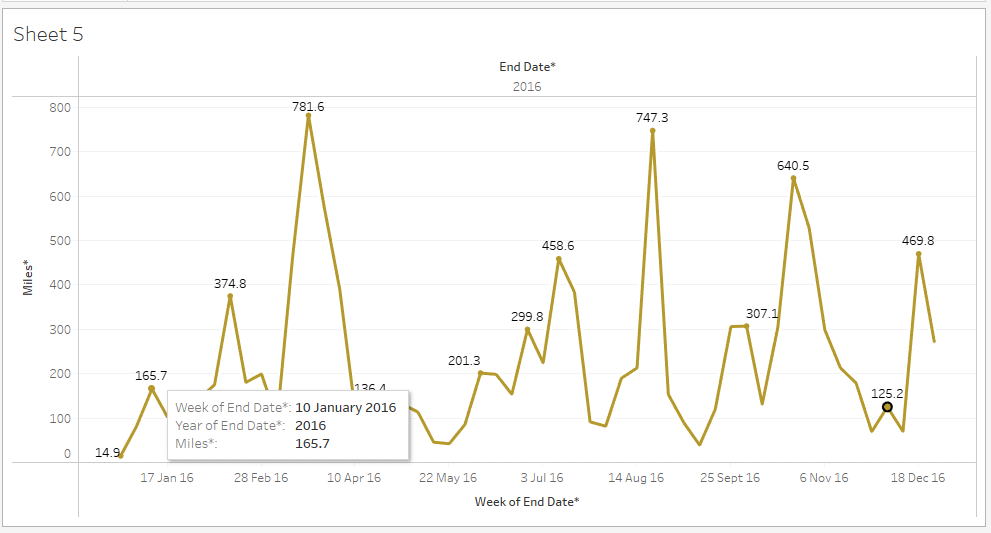 Sheet 5
End Date*
2016
Miles*
800
700
600
500
400
300
200
100
0
14.9
165.7
374.8
781.6
136.4
201.3
299.8
458.6
747.3
307.1
640.5
125.2
469.8
Week of End Date*: 10 January 2016
Year of End Date*: 2016
Miles*: 165.7
17 Jan 16
28 Feb 16
10 Apr 16
22 May 16
3 Jul 16
14 Aug 16
25 Sept 16
6 Nov 16
18 Dec 16
Week of End Date*